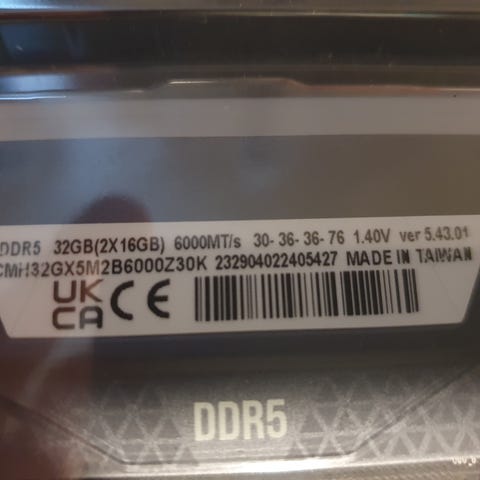 DDR5 32GB(2X16GB) 6000MT/s 30-36-36-76 1.40V ver 5.43.01
CMH32GX5M2B6000Z30K 232904022405427 MADE IN TAIWAN
UK
CA CE
DDR5